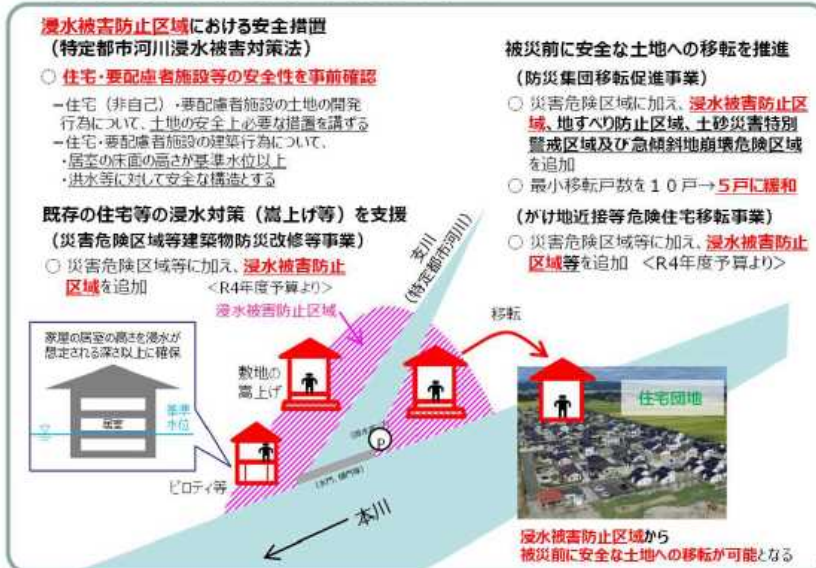 浸水被害防止区域における安全措置
(特定都市河川浸水被害対策法)
○ 住宅・要配慮者施設等の安全性を事前確認
－住宅（非自己）・要配慮者施設の土地の開発
行為について、土地の安全上必要な措置を講ずる
－住宅・要配慮者施設の建築行為について、
・居室の床面の高さが基準水位以上
・洪水等に対して安全な構造とする
既存の住宅等の浸水対策（嵩上げ等）を支援
(災害危険区域等建築物防災改修等事業)
○ 災害危険区域等に加え、浸水被害防止
区域を追加 <R4年度予算より>
被災前に安全な土地への移転を推進
(防災集団移転促進事業)
○ 災害危険区域に加え、浸水被害防止区
域、地すべり防止区域、土砂災害特別
警戒区域及び急傾斜地崩壊危険区域
を追加
○ 最小移転戸数を１０戸→５戸に緩和
(がけ地近接等危険住宅移転事業)
○ 災害危険区域等に加え、浸水被害防止
区域等を追加 <R4年度予算より>
浸水被害防止区域
支川
(特定都市河川)
移転
家屋の居室の高さを浸水が
想定される深さ以上に確保
居室
基準
水位
敷地の
嵩上げ
ピロティ等
P
(水門、樋門等)
本川
住宅団地
浸水被害防止区域から
被災前に安全な土地への移転が可能となる